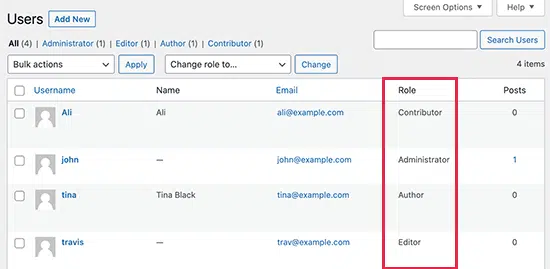 Screen Options ▼ Help ▼
Users Add New
All (4) | Administrator (1) | Editor (1) | Author (1) | Contributor (1)
Search Users
Bulk actions Apply Change role to... Change
4 items
Username Name Email Role Posts
Ali Ali ali@example.com Contributor 0
john — john@example.com Administrator 1
tina Tina Black tina@example.com Author 0
travis — trav@example.com Editor 0